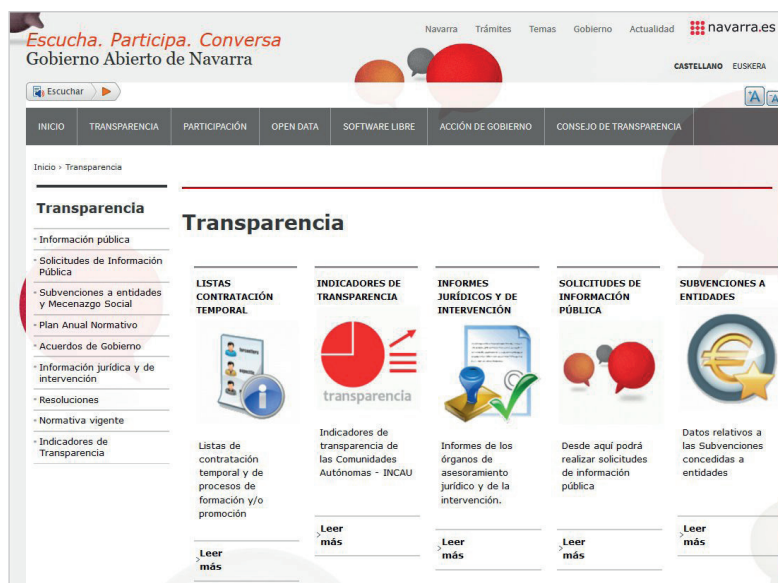 Escucha. Participa. Conversa
Gobierno Abierto de Navarra
Navarra Trámites Temas Gobierno Actualidad navarra.es
CASTELLANO EUSKERA
Escuchar
A A
INICIO TRANSPARENCIA PARTICIPACIÓN OPEN DATA SOFTWARE LIBRE ACCIÓN DE GOBIERNO CONSEJO DE TRANSPARENCIA
Inicio > Transparencia
Transparencia
Información pública
Solicitudes de Información
Pública
Subvenciones a entidades
y Mecenazgo Social
Plan Anual Normativo
Acuerdos de Gobierno
Información jurídica y de
intervención
Resoluciones
Normativa vigente
Indicadores de
Transparencia
Transparencia
LISTAS
CONTRATACIÓN
TEMPORAL
Listas de
contratación
temporal y de
procesos de
formación y/o
promoción
Leer
más
INDICADORES DE
TRANSPARENCIA
transparencia
Indicadores de
transparencia de
las Comunidades
Autónomas - INCAU
Leer
más
INFORMES
JURÍDICOS Y DE
INTERVENCIÓN
Informes de los
órganos de
asesoramiento
jurídico y de la
intervención.
Leer
más
SOLICITUDES DE
INFORMACIÓN
PÚBLICA
Desde aquí podrá
realizar solicitudes
de información
pública
Leer
más
SUBVENCIONES A
ENTIDADES
Datos relativos a
las Subvenciones
concedidas a
entidades
Leer
más